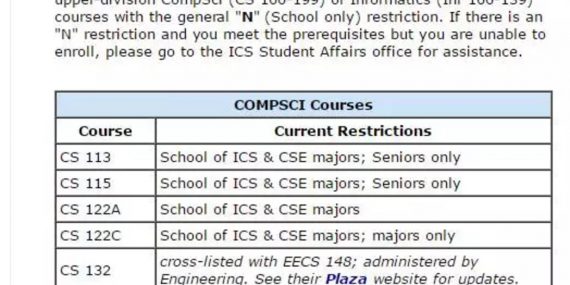 upper-division CompSci (CS 100-199) or Informatics (Inf 100-139)
courses with the general "N" (School only) restriction. If there is an
"N" restriction and you meet the prerequisites but you are unable to
enroll, please go to the ICS Student Affairs office for assistance.
COMPSCI Courses
Course Current Restrictions
CS 113 School of ICS & CSE majors; Seniors only
CS 115 School of ICS & CSE majors; Seniors only
CS 122A School of ICS & CSE majors
CS 122C School of ICS & CSE majors; majors only
CS 132 cross-listed with EECS 148; administered by
Engineering. See their Plaza website for updates.